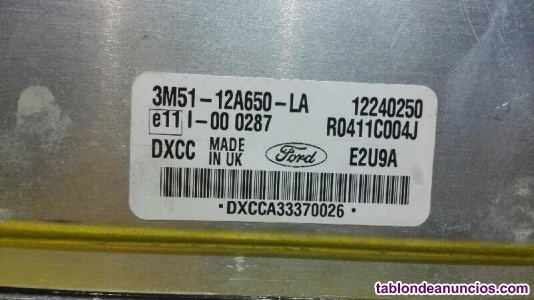 3M51-12A650-LA 12240250
e11 I-00 0287 R0411C004J
DXCC MADE IN UK Ford E2U9A
· DXCCA33370026 ·
tablondeanuncios.com